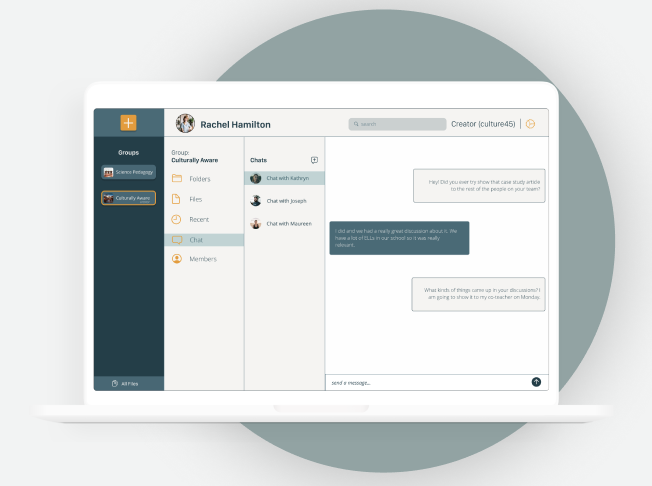 Rachel Hamilton
search
Creator (culture45)
Groups
Science Pedagogy
Culturally Aware
All Files
Group:
Culturally Aware
Folders
Files
Recent
Chat
Members
Chats
Chat with Kathryn
Chat with Joseph
Chat with Maureen
Hey! Did you ever try show that case study article
to the rest of the people on your team?
I did and we had a really great discussion about it. We
have a lot of ELLs in our school so it was really
relevant.
What kinds of things came up in your discussions? I
am going to show it to my co-teacher on Monday.
send a message...